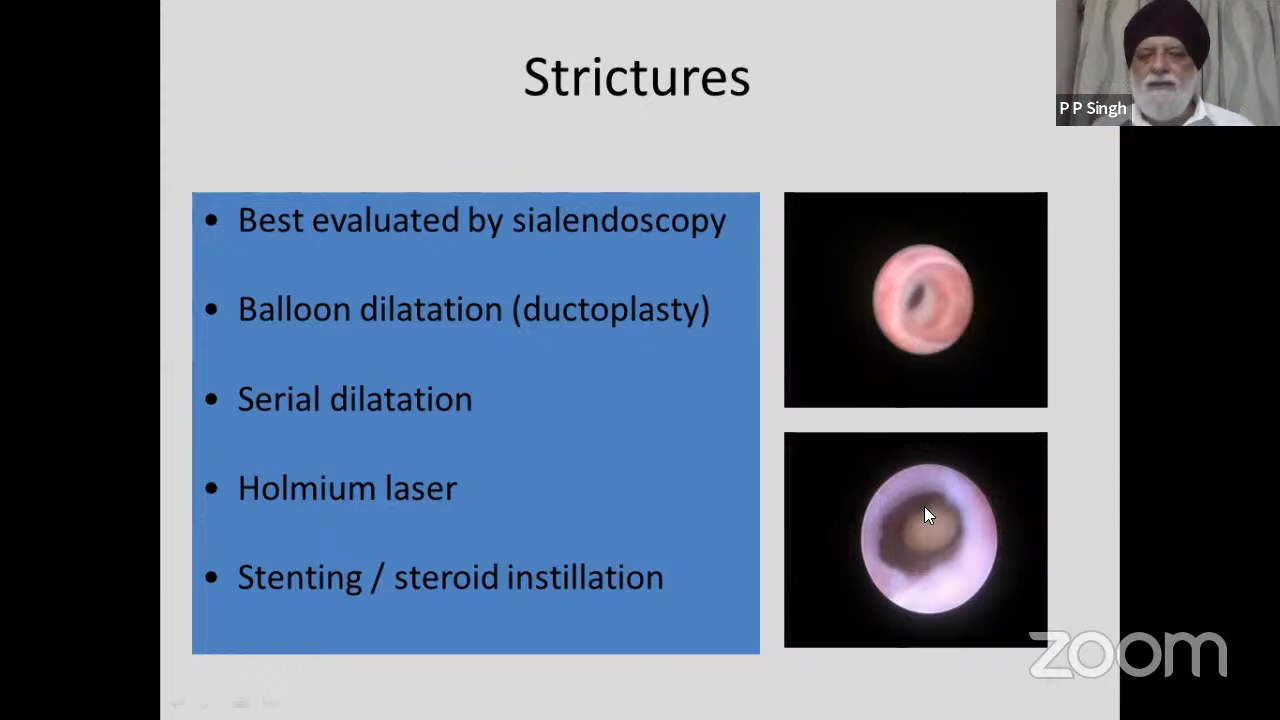 Strictures
P P Singh
• Best evaluated by sialendoscopy
• Balloon dilatation (ductoplasty)
• Serial dilatation
• Holmium laser
• Stenting / steroid instillation
zoom